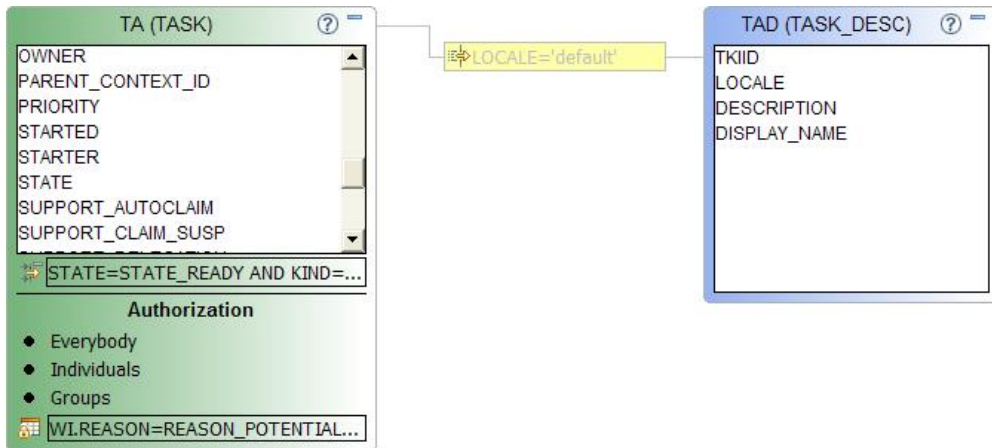 TA (TASK)
OWNER
PARENT_CONTEXT_ID
PRIORITY
STARTED
STARTER
STATE
SUPPORT_AUTOCLAIM
SUPPORT_CLAIM_SUSP
STATE=STATE_READY AND KIND=...
Authorization
Everybody
Individuals
Groups
WI.REASON=REASON_POTENTIAL...
LOCALE='default'
TAD (TASK_DESC)
TKIID
LOCALE
DESCRIPTION
DISPLAY_NAME